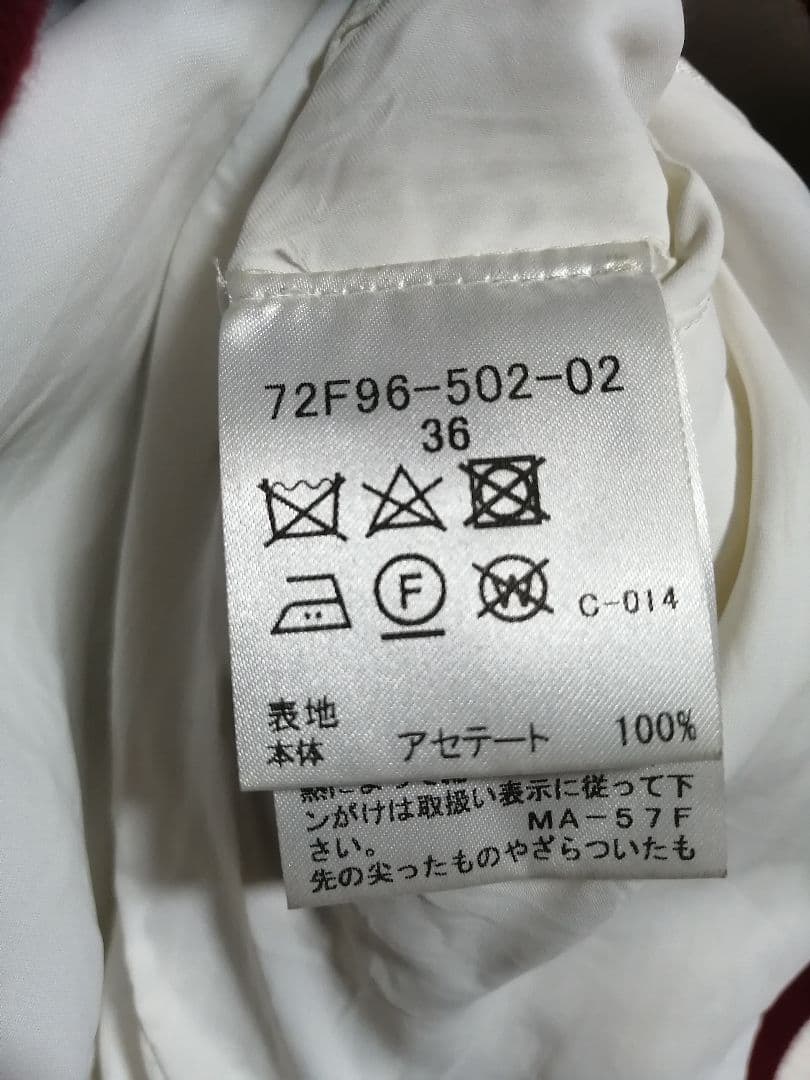 72F96-502-02
36
F
W
C-014
表地
本体 アセテート 100%
ンがけは取扱い表示に従って下
MA-57F
さい。
先の尖ったものやざらついたも